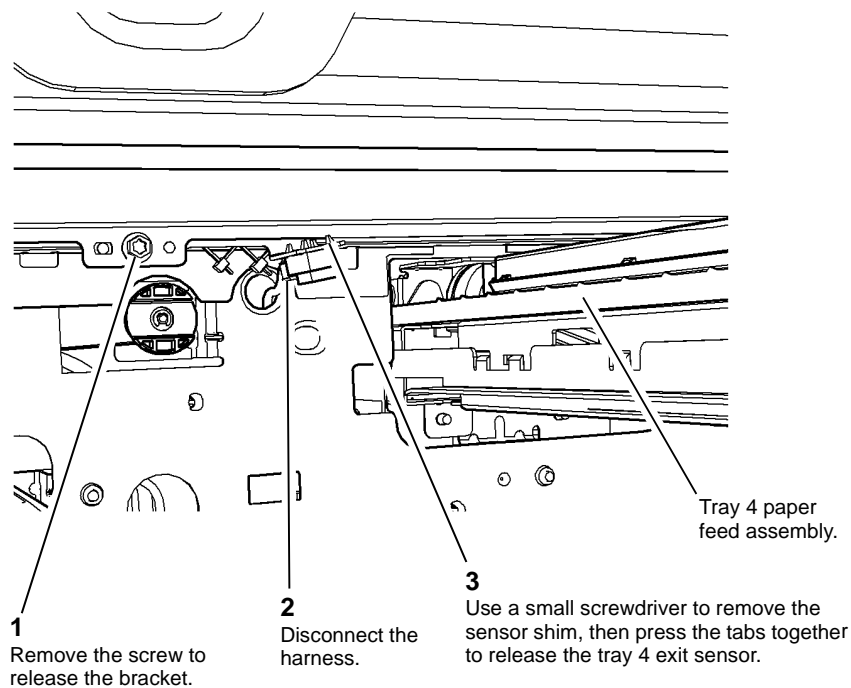 Tray 4 paper
feed assembly.
1
Remove the screw to
release the bracket.
2
Disconnect the
harness.
3
Use a small screwdriver to remove the
sensor shim, then press the tabs together
to release the tray 4 exit sensor.